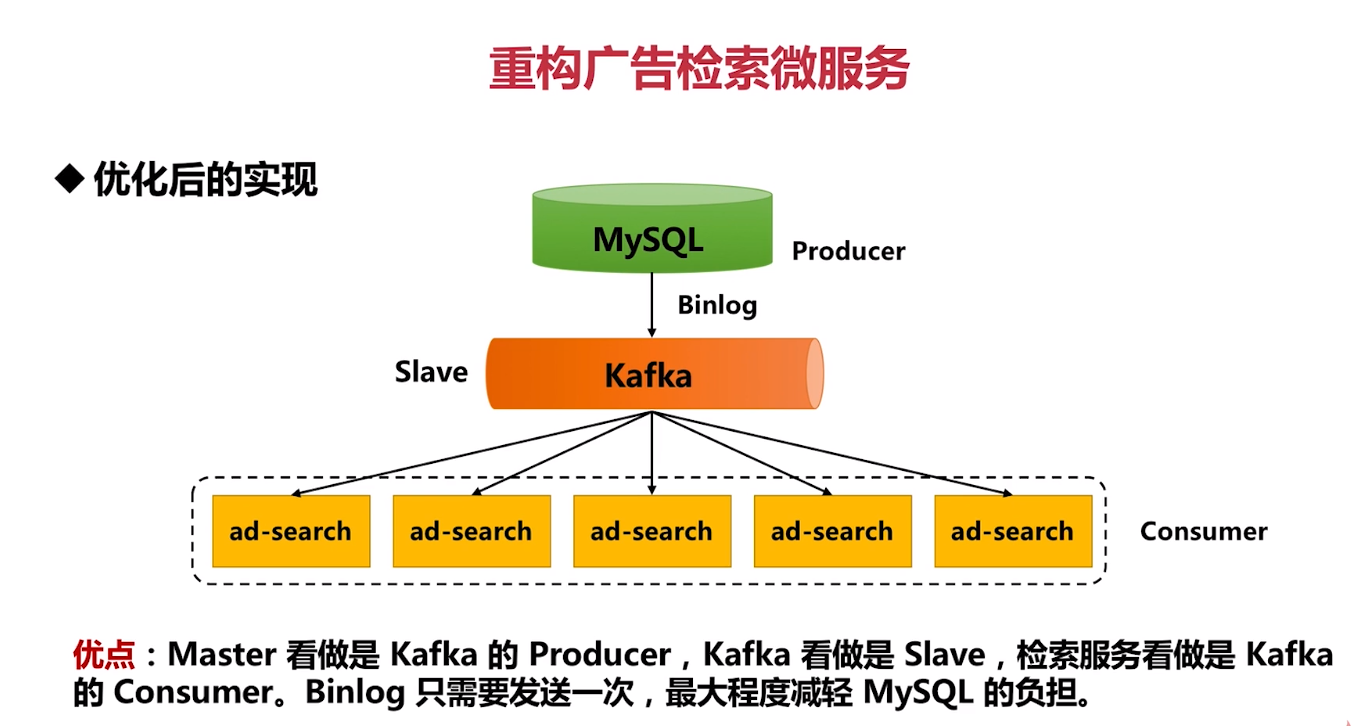 重构广告检索微服务
◆ 优化后的实现
MySQL
Producer
Binlog
Slave
Kafka
ad-search
ad-search
ad-search
ad-search
ad-search
Consumer
优点：Master 看做是 Kafka 的 Producer，Kafka 看做是 Slave，检索服务看做是 Kafka
的 Consumer。Binlog 只需要发送一次，最大程度减轻 MySQL 的负担。